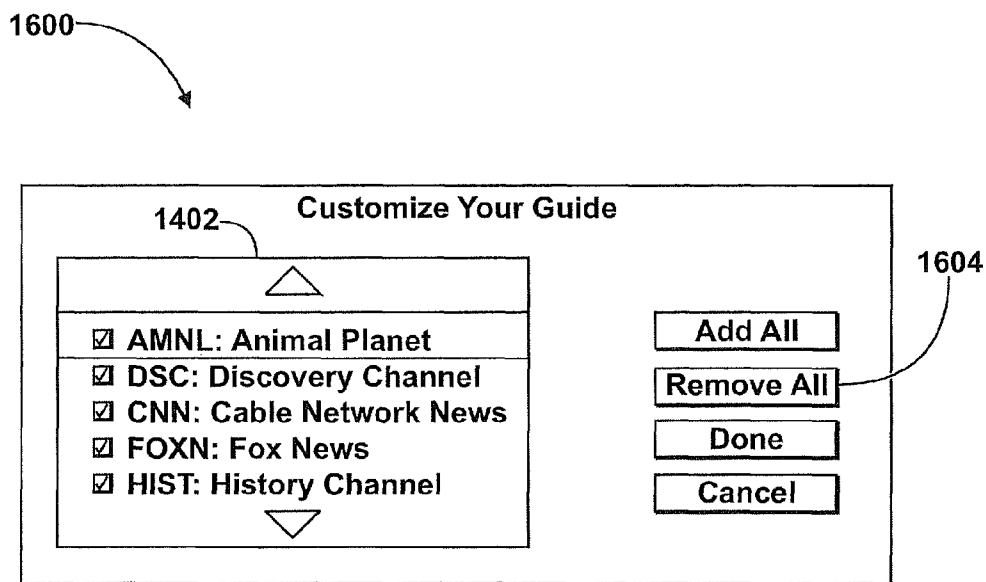 1600
Customize Your Guide
1402
1604
☑ AMNL: Animal Planet
☑ DSC: Discovery Channel
☑ CNN: Cable Network News
☑ FOXN: Fox News
☑ HIST: History Channel
Add All
Remove All
Done
Cancel